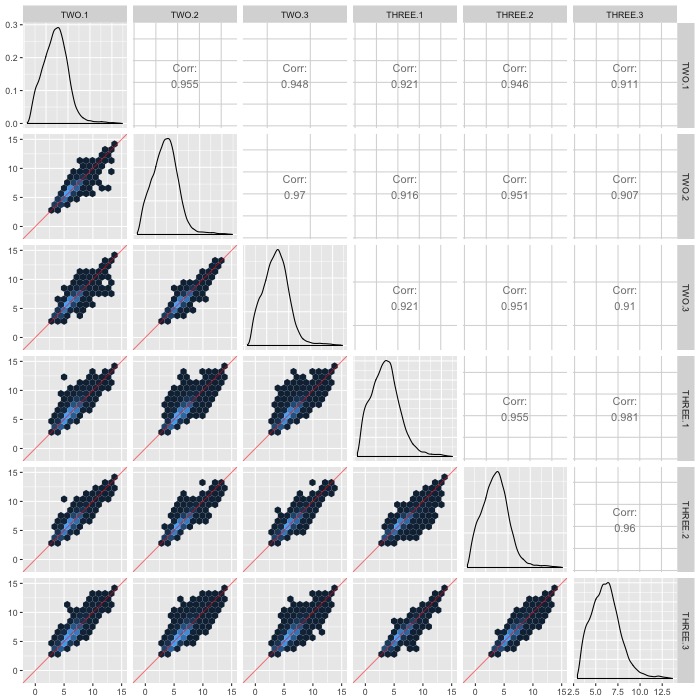 TWO.1 TWO.2 TWO.3 THREE.1 THREE.2 THREE.3
0.3
0.2
0.1
0.0
Corr:
0.955
Corr:
0.948
Corr:
0.921
Corr:
0.946
Corr:
0.911
TWO.1
15
10
5
0
Corr:
0.97
Corr:
0.916
Corr:
0.951
Corr:
0.907
TWO.2
15
10
5
0
Corr:
0.921
Corr:
0.951
Corr:
0.91
TWO.3
15
10
5
0
Corr:
0.955
Corr:
0.981
THREE.1
15
10
5
0
Corr:
0.96
THREE.2
15
10
5
0
THREE.3
0 5 10 15 0 5 10 15 0 5 10 15 0 5 10 15 0 5 10 15 2.5 5.0 7.5 10.0 12.5